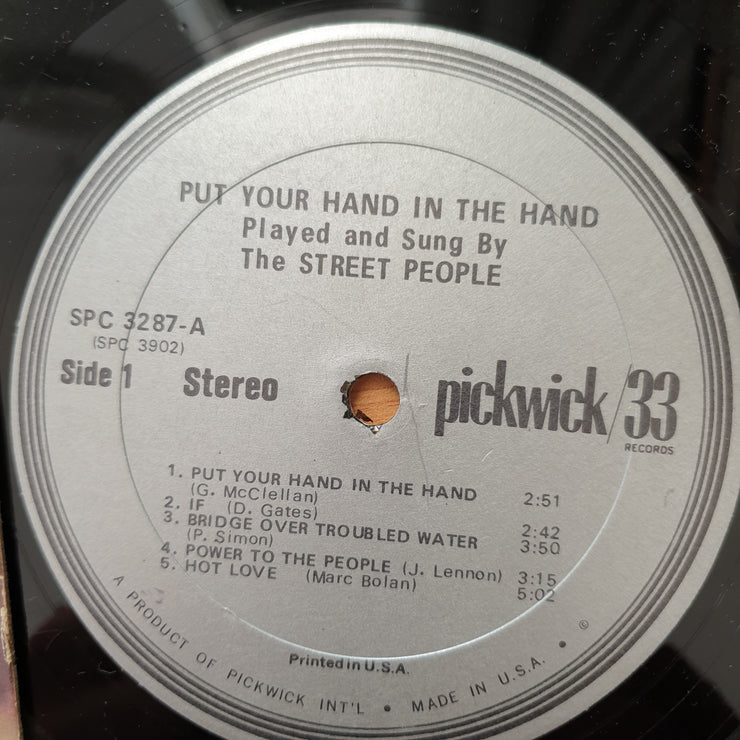 PUT YOUR HAND IN THE HAND
Played and Sung By
The STREET PEOPLE
SPC 3287-A
(SPC 3902)
Side 1 Stereo
pickwick/33
RECORDS
1. PUT YOUR HAND IN THE HAND 2:51
(G. McClellan)
2. IF (D. Gates) 2:42
3. BRIDGE OVER TROUBLED WATER 3:50
(P. Simon)
4. POWER TO THE PEOPLE (J. Lennon) 3:15
5. HOT LOVE (Marc Bolan) 5:02
Printed in U.S.A.
A PRODUCT OF PICKWICK INT'L • MADE IN U.S.A. • ©